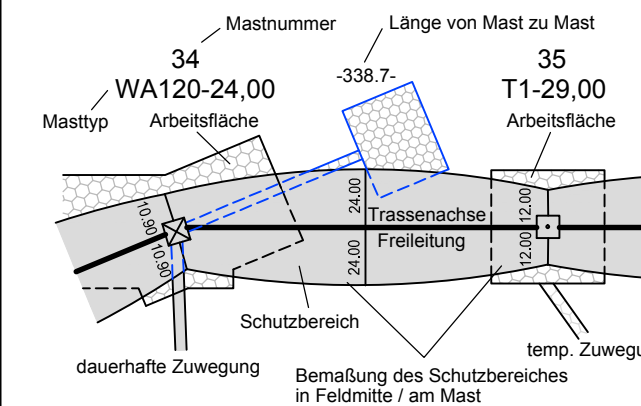 Mastnummer
Länge von Mast zu Mast
34
-338.7-
35
WA120-24,00
T1-29,00
Masttyp
Arbeitsfläche
Arbeitsfläche
10.90
10.90
24.00
24.00
Trassenachse
Freileitung
12.00
12.00
Schutzbereich
dauerhafte Zuwegung
temp. Zuwegu
Bemaßung des Schutzbereiches
in Feldmitte / am Mast